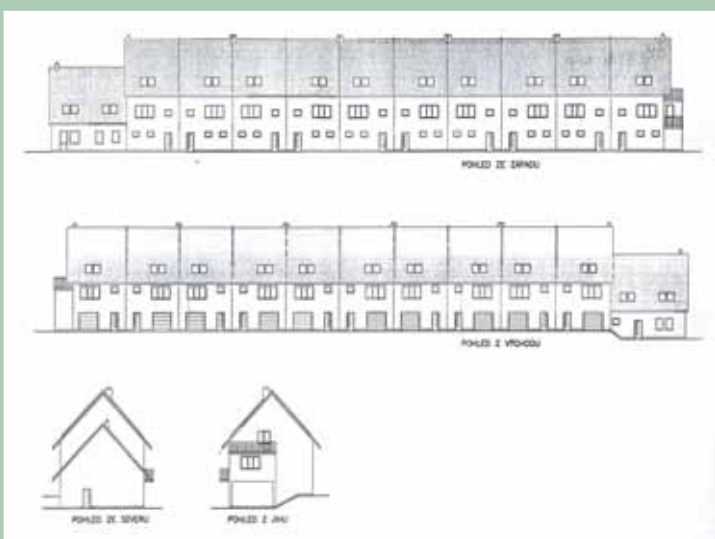 POHLED ZE ZÁPADU
POHLED Z VÝCHODU
POHLED ZE SEVERU
POHLED Z JIHU